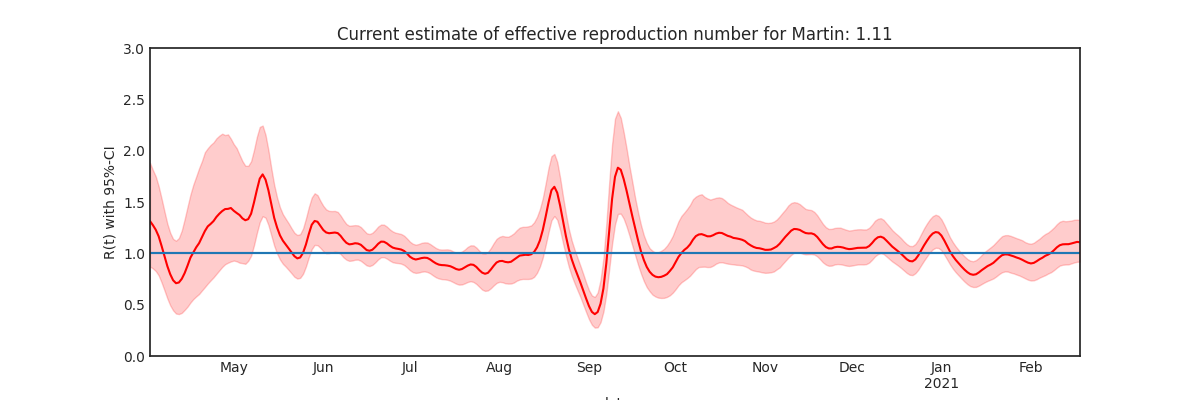 Current estimate of effective reproduction number for Martin: 1.11
R(t) with 95%-CI
3.0
2.5
2.0
1.5
1.0
0.5
0.0
May Jun Jul Aug Sep Oct Nov Dec Jan Feb
2021